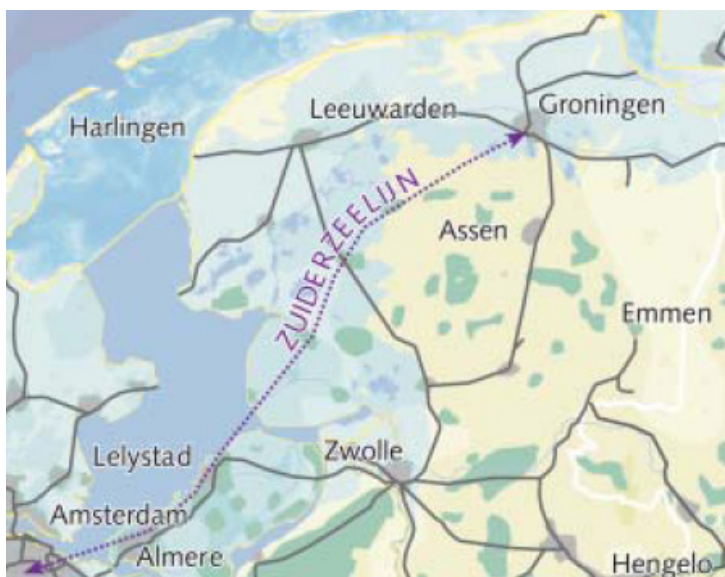 Leeuwarden
Groningen
Harlingen
ZUIDERZEELIJN
Assen
Emmen
Zwolle
Lelystad
Amsterdam
Almere
Hengelo